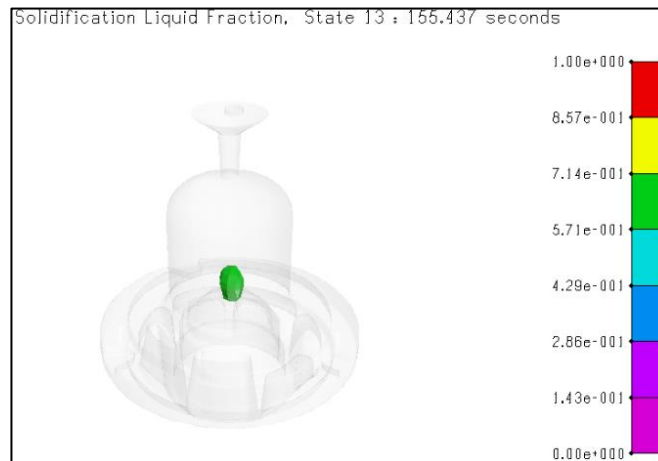 Solidification Liquid Fraction, State 13 : 155.437 seconds
1.00e+000
8.57e-001
7.14e-001
5.71e-001
4.29e-001
2.86e-001
1.43e-001
0.00e+000